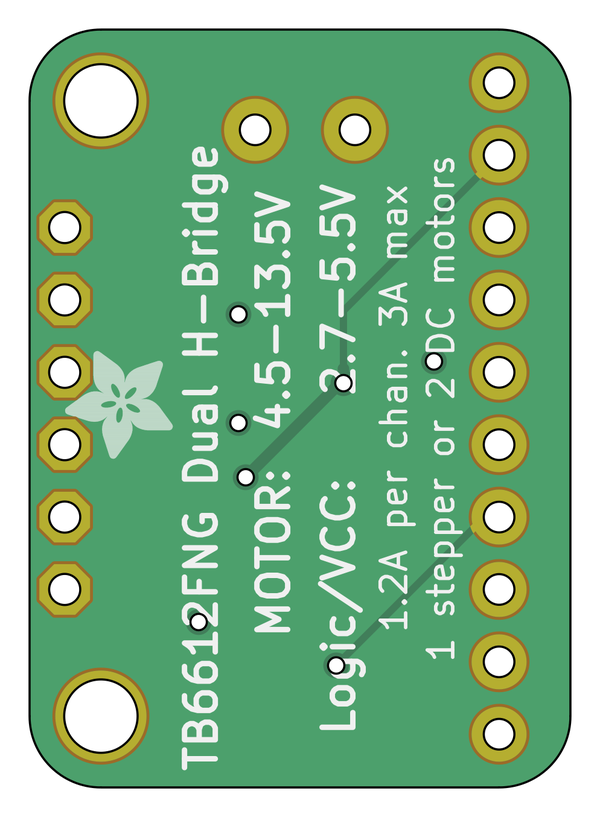 TB6612FNG Dual H-Bridge
MOTOR: 4.5-13.5V
Logic/VCC: 2.7-5.5V
1.2A per chan. 3A max
1 stepper or 2 DC motors